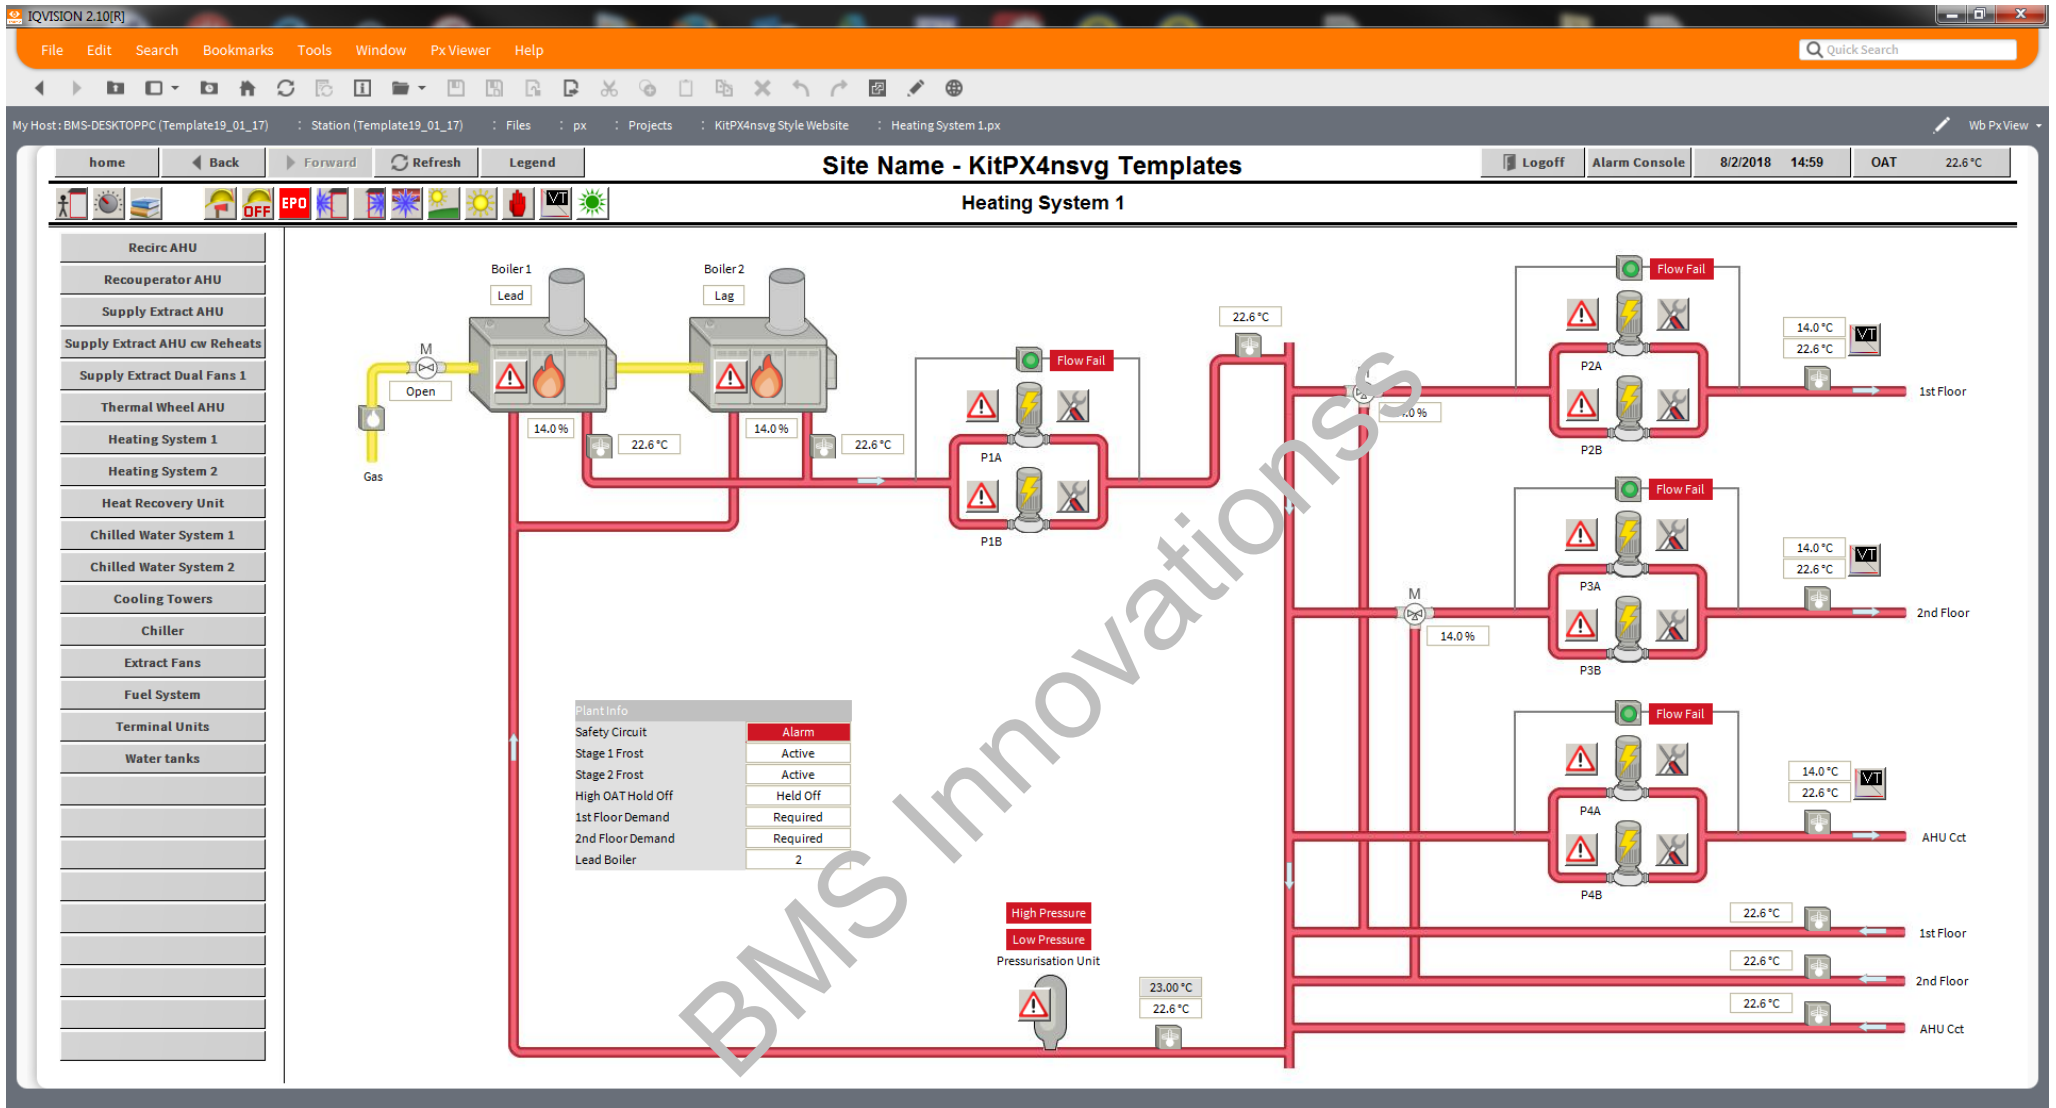 IQVISION 2.10[R]
File Edit Search Bookmarks Tools Window Px Viewer Help
Quick Search
My Host : BMS-DESKTOPPC (Template19_01_17) : Station (Template19_01_17) : Files : px : Projects : KitPX4nsvg Style Website : Heating System 1.px
Wb Px View
home Back Forward Refresh Legend
Site Name - KitPX4nsvg Templates
Logoff Alarm Console 8/2/2018 14:59 OAT 22.6 °C
OFF EPO VT
Heating System 1
Recirc AHU
Recouperator AHU
Supply Extract AHU
Supply Extract AHU cw Reheats
Supply Extract Dual Fans 1
Thermal Wheel AHU
Heating System 1
Heating System 2
Heat Recovery Unit
Chilled Water System 1
Chilled Water System 2
Cooling Towers
Chiller
Extract Fans
Fuel System
Terminal Units
Water tanks
Boiler 1
Lead
Boiler 2
Lag
M
Open
Gas
14.0 %
22.6 °C
14.0 %
22.6 °C
Flow Fail
P1A
P1B
22.6 °C
Flow Fail
P2A
P2B
14.0 °C
22.6 °C
VT
1st Floor
Flow Fail
P3A
P3B
14.0 °C
22.6 °C
VT
2nd Floor
M
14.0 %
Flow Fail
P4A
P4B
14.0 °C
22.6 °C
VT
AHU Cct
22.6 °C
1st Floor
22.6 °C
2nd Floor
22.6 °C
AHU Cct
Plant Info
Safety Circuit Alarm
Stage 1 Frost Active
Stage 2 Frost Active
High OAT Hold Off Held Off
1st Floor Demand Required
2nd Floor Demand Required
Lead Boiler 2
High Pressure
Low Pressure
Pressurisation Unit
23.00 °C
22.6 °C
BMS Innovationss